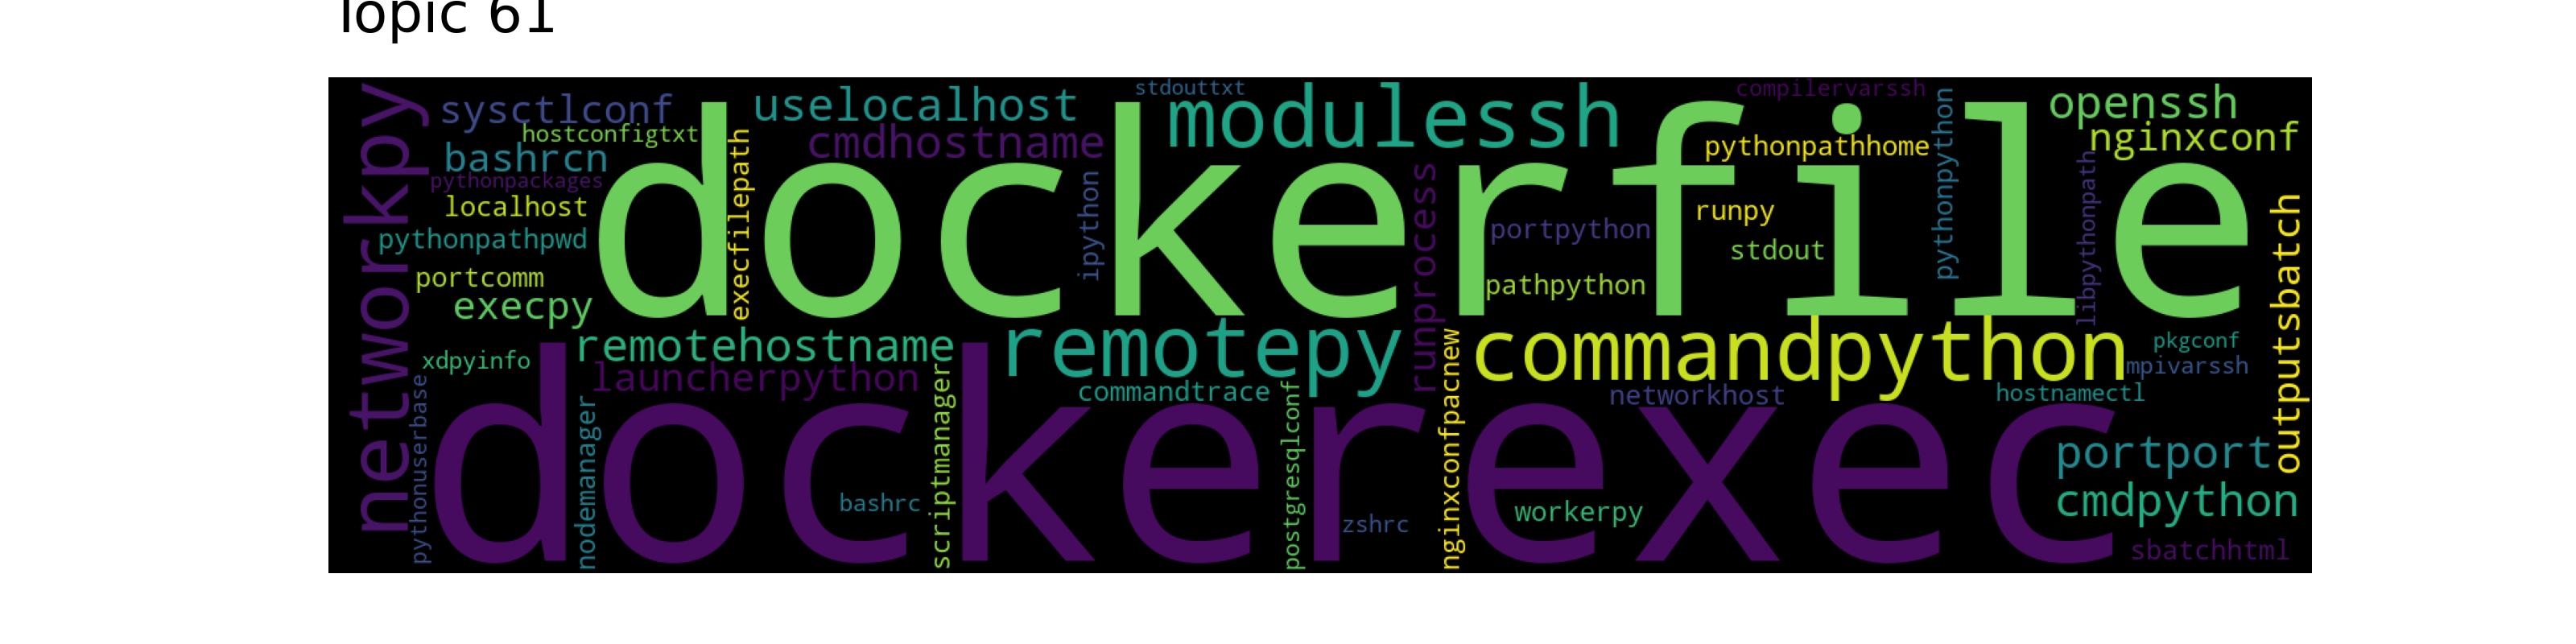 Topic 61
networkpy
sysctlconf
uselocalhost
stdouttxt
modulessh
compilervarssh
openssh
hostconfigtxt
cmdhostname
nginxconf
bashrcn
pythonpathhome
pythonpackages
localhost
pythonpathpwd
portcomm
execpy
dockerfile
execfilepath
ipython
runprocess
portpython
pathpython
runpy
stdout
pythonpython
libpythonpath
outputsbatch
xdpyinfo
remotehostname
launcherpython
remotepy
commandtrace
commandpython
networkhost
pkgconf
mpivarssh
hostnamectl
pythonuserbase
dockerexec
nodemanager
bashrc
scriptmanager
postgresqlconf
zshrc
nginxconfpacnew
workerpy
portport
cmdpython
sbatchhtml